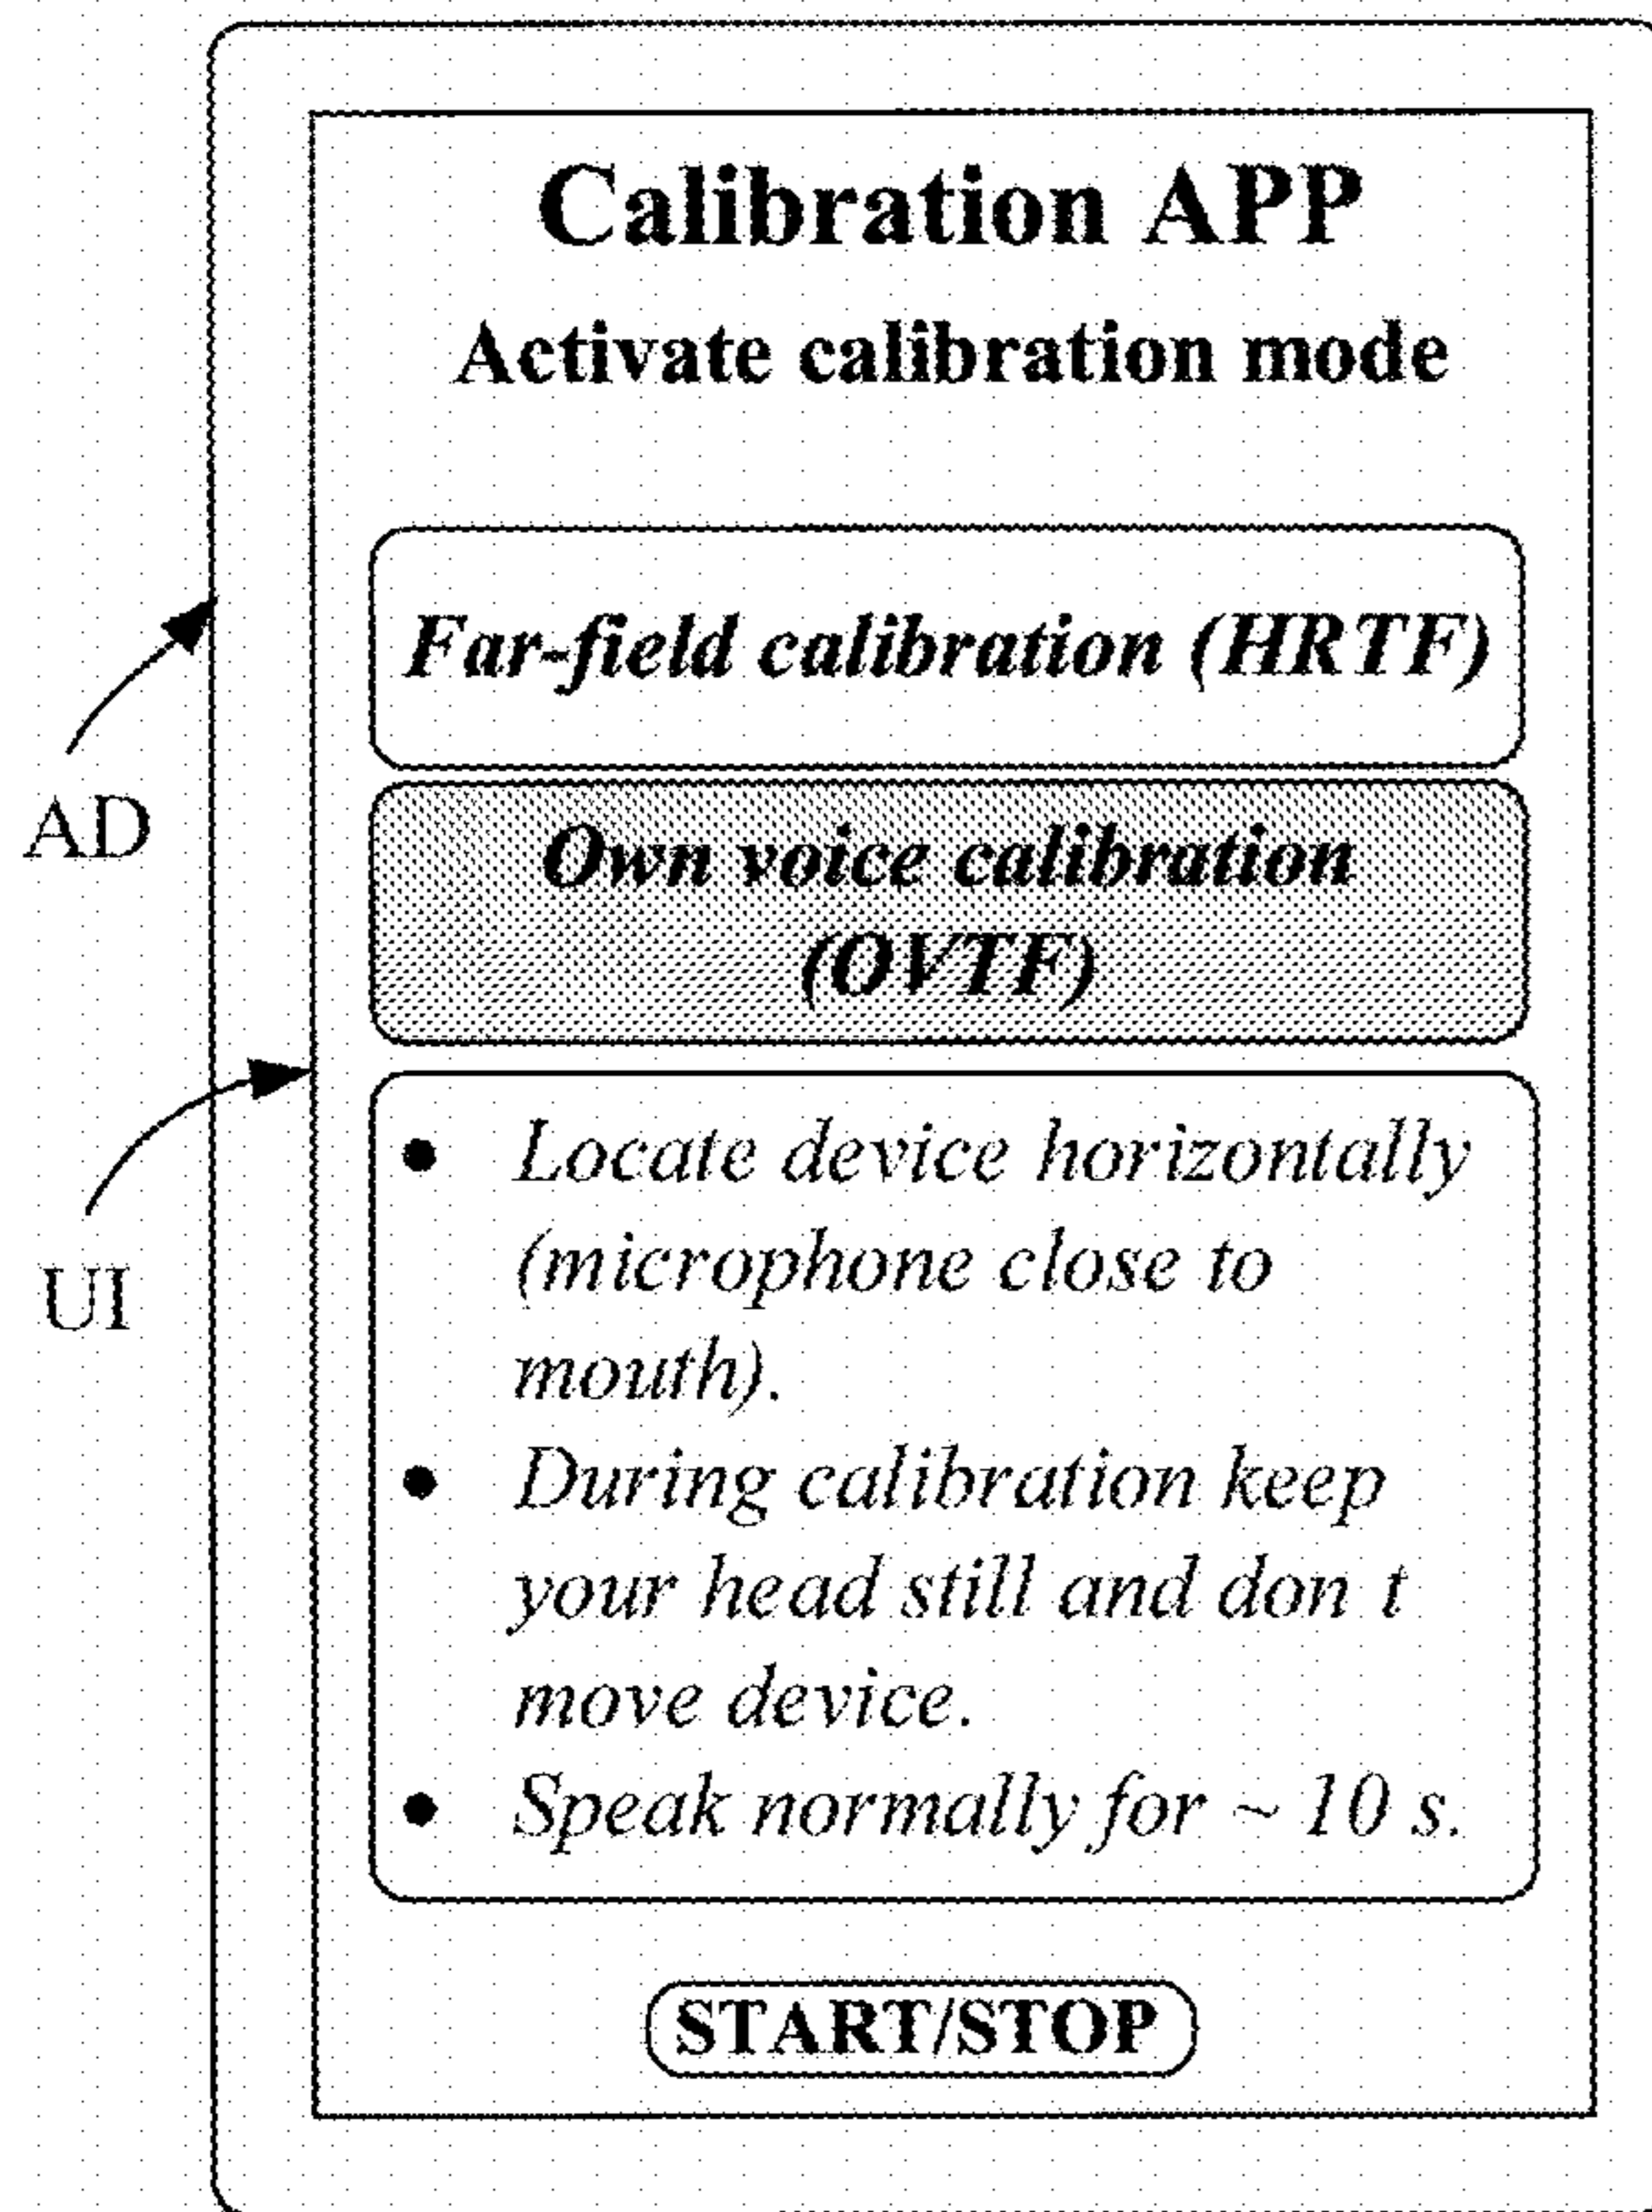 Calibration APP
Activate calibration mode
Far-field calibration (HRTF)
AD
Own voice calibration
(OVTF)
UI
• Locate device horizontally
(microphone close to
mouth).
• During calibration keep
your head still and don t
move device.
• Speak normally for ~ 10 s.
START/STOP